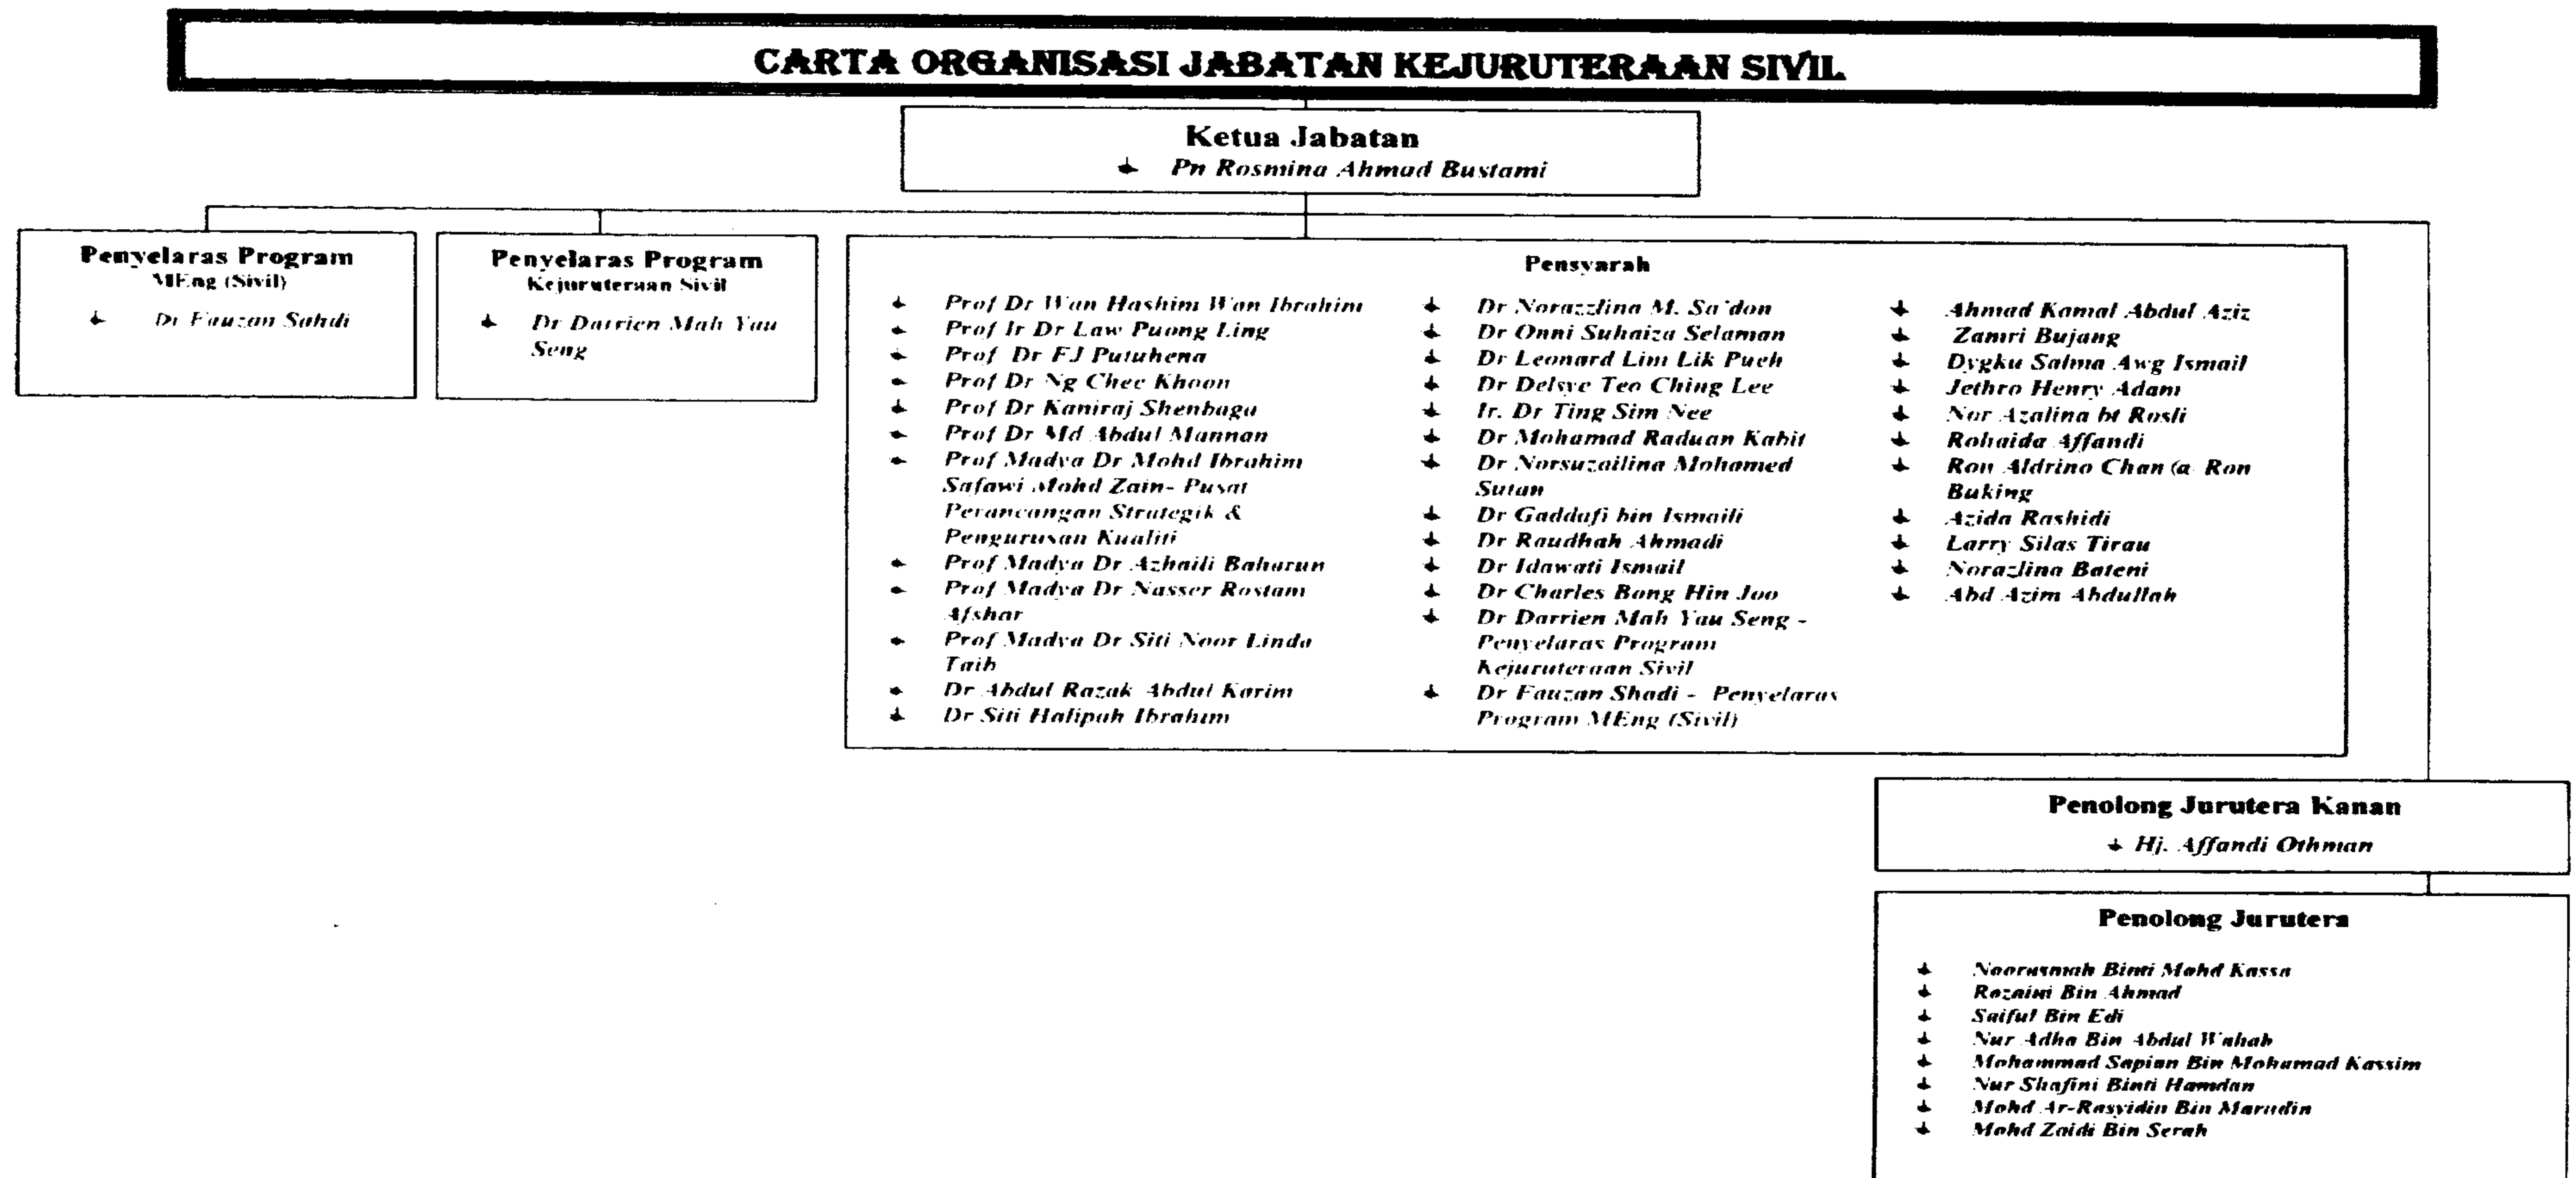 CARTA ORGANISASI JABATAN KEJURUTERAAN SIVIL
Ketua Jabatan
Pn Rosmina Ahmad Bustami
Penyelaras Program
MEng (Sivil)
Dr Fauzan Sahdi
Penyelaras Program
Kejuruteraan Sivil
Dr Darrien Mah Yau
Seng
Pensyarah
Prof Dr Wan Hashim Wan Ibrahim
Prof Ir Dr Law Puong Ling
Prof Dr FJ Putuhena
Prof Dr Ng Chee Khoon
Prof Dr Kaniraj Shenbaga
Prof Dr Md Abdul Mannan
Prof Madya Dr Mohd Ibrahim
Safawi Mohd Zain- Pusat
Perancangan Strategik &
Pengurusan Kualiti
Prof Madya Dr Azhaili Baharun
Prof Madya Dr Nasser Rostam
Afshar
Prof Madya Dr Siti Noor Linda
Taib
Dr Abdul Razak Abdul Karim
Dr Siti Halipah Ibrahim
Dr Norazzlina M. Sa'don
Dr Onni Suhaiza Selaman
Dr Leonard Lim Lik Pueh
Dr Delsye Teo Ching Lee
Ir. Dr Ting Sim Nee
Dr Mohamad Raduan Kabit
Dr Norsuzailina Mohamed
Sutan
Dr Gaddafi bin Ismaili
Dr Raudhah Ahmadi
Dr Idawati Ismail
Dr Charles Bong Hin Joo
Dr Darrien Mah Yau Seng -
Penyelaras Program
Kejuruteraan Sivil
Dr Fauzan Shadi - Penyelaras
Program MEng (Sivil)
Ahmad Kamal Abdul Aziz
Zamri Bujang
Dygku Salma Awg Ismail
Jethro Henry Adam
Nor Azalina bt Rosli
Rohaida Affandi
Ron Aldrino Chan @ Ron
Buking
Azida Rashidi
Larry Silas Tirau
Norazlina Bateni
Abd Azim Abdullah
Penolong Jurutera Kanan
Hj. Affandi Othman
Penolong Jurutera
Noorasmah Binti Mohd Kassa
Rozaini Bin Ahmad
Saiful Bin Edi
Nur Adha Bin Abdul Wahab
Mohammad Sapian Bin Mohamad Kassim
Nur Shafini Binti Hamdan
Mohd Ar-Rasyidin Bin Marudin
Mohd Zaidi Bin Serah